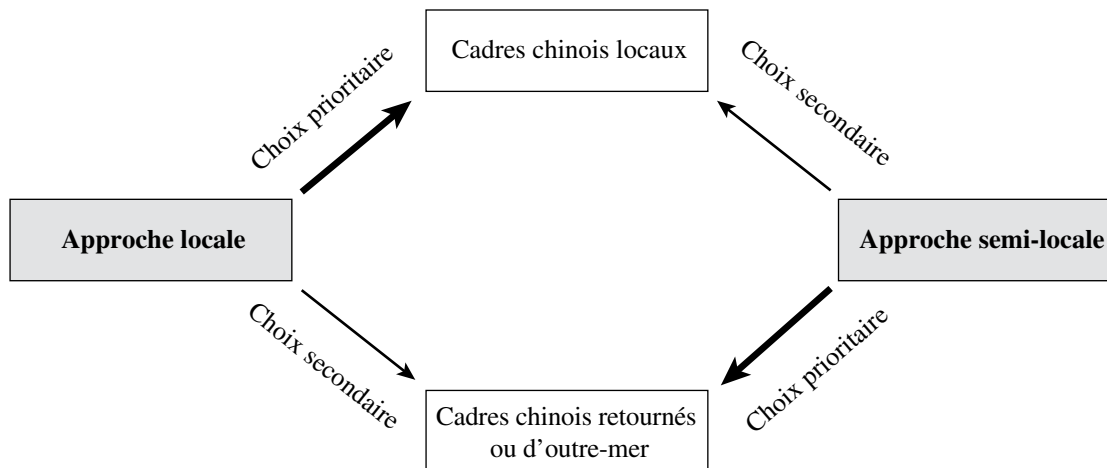 Cadres chinois locaux
Choix prioritaire
Choix secondaire
Approche locale
Approche semi-locale
Choix secondaire
Choix prioritaire
Cadres chinois retournés
ou d'outre-mer